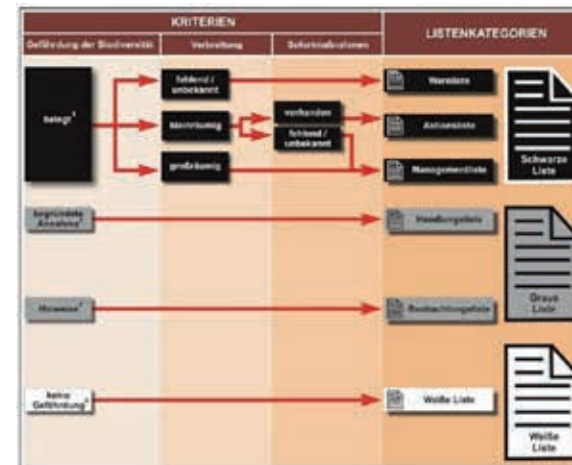 KRITERIEN
LISTENKATEGORIEN
Gefährdung der Biodiversität
Verbreitung
Sofortmaßnahmen
belegt¹
fehlend /
unbekannt
kleinräumig
großräumig
vorhanden
fehlend /
unbekannt
Warnliste
Aktionsliste
Managementliste
Schwarze
Liste
begründete
Annahme
Handlungsliste
Hinweise
Beobachtungsliste
Graue
Liste
keine
Gefährdung
Weiße Liste
Weiße
Liste